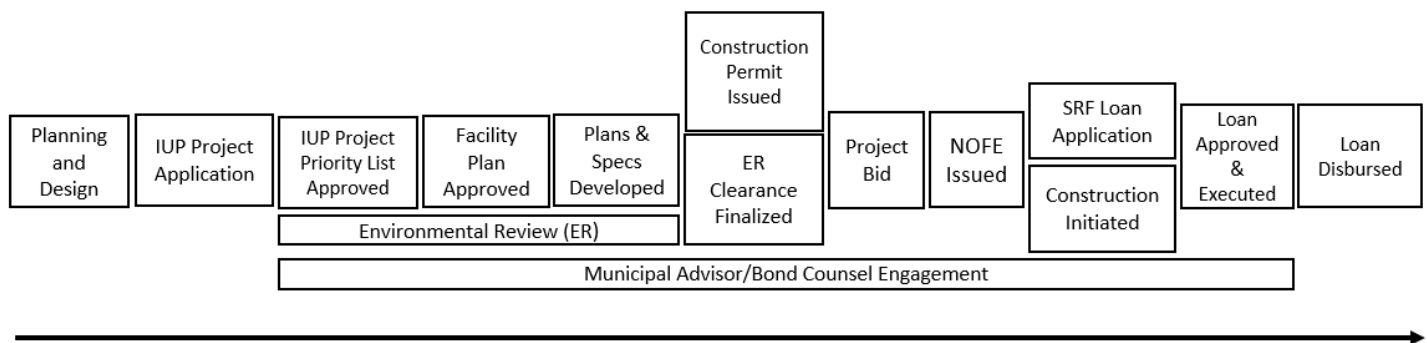 Planning
and
Design
IUP Project
Application
IUP Project
Priority List
Approved
Facility
Plan
Approved
Plans &
Specs
Developed
Environmental Review (ER)
Construction
Permit
Issued
ER
Clearance
Finalized
Project
Bid
NOFE
Issued
SRF Loan
Application
Construction
Initiated
Loan
Approved
&
Executed
Loan
Disbursed
Municipal Advisor/Bond Counsel Engagement